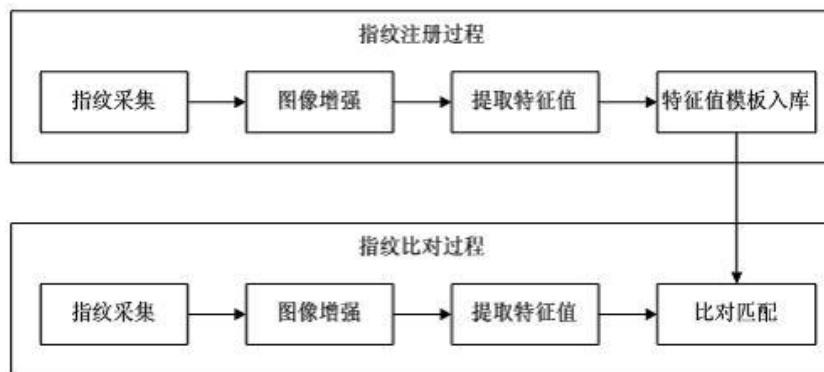 指纹注册过程
指纹采集
图像增强
提取特征值
特征值模板入库
指纹比对过程
指纹采集
图像增强
提取特征值
比对匹配